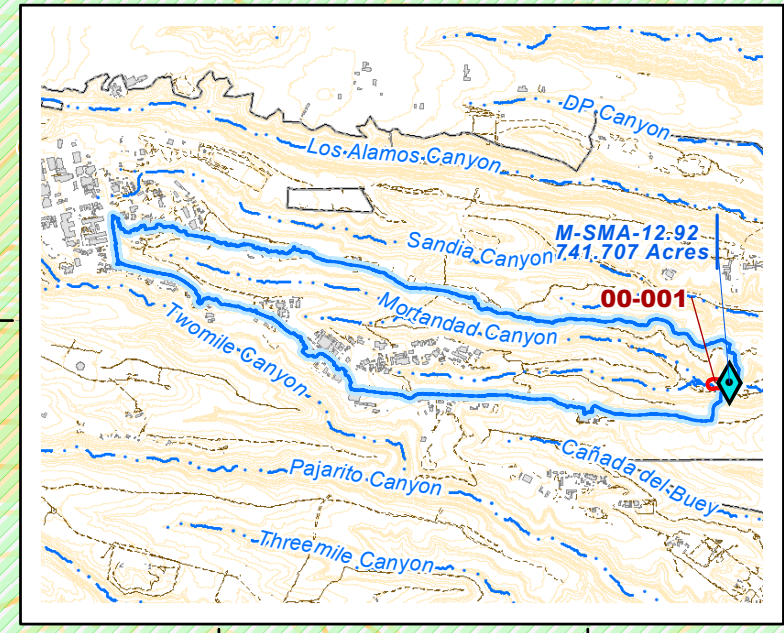 DP Canyon
Los Alamos Canyon
Sandia Canyon
M-SMA-12.92
741.707 Acres
00-001
Mortandad Canyon
Twomile Canyon
Cañada del Buey
Pajarito Canyon
Threemile Canyon